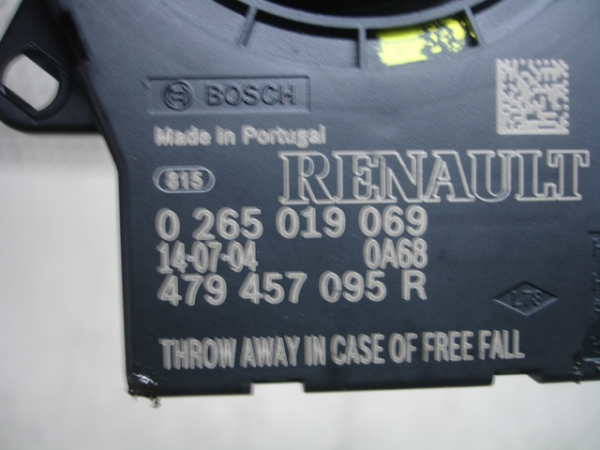 BOSCH
Made in Portugal
815 RENAULT
0 265 019 069
14-07-04 0A68
479 457 095 R
THROW AWAY IN CASE OF FREE FALL